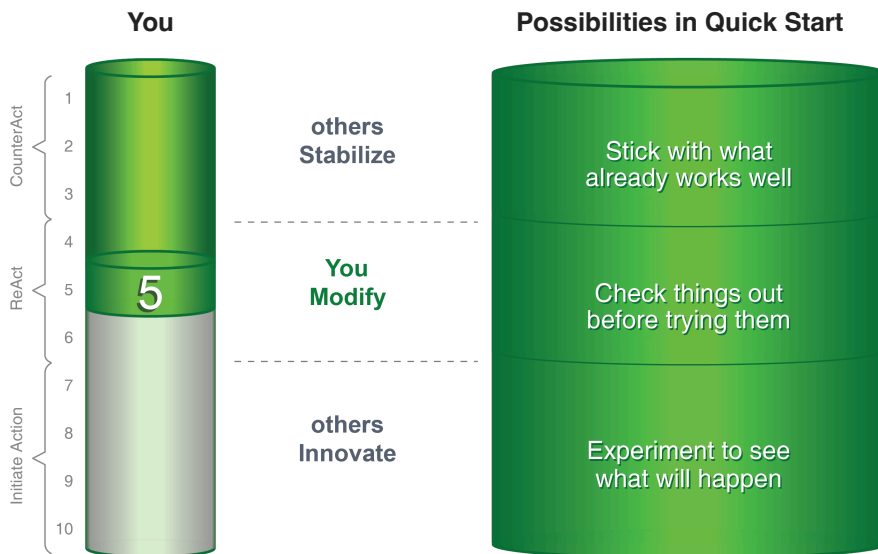 You
Possibilities in Quick Start
CounterAct
1
2
3
others
Stabilize
Stick with what
already works well
ReAct
4
5
6
5
You
Modify
Check things out
before trying them
Initiate Action
7
8
9
10
others
Innovate
Experiment to see
what will happen